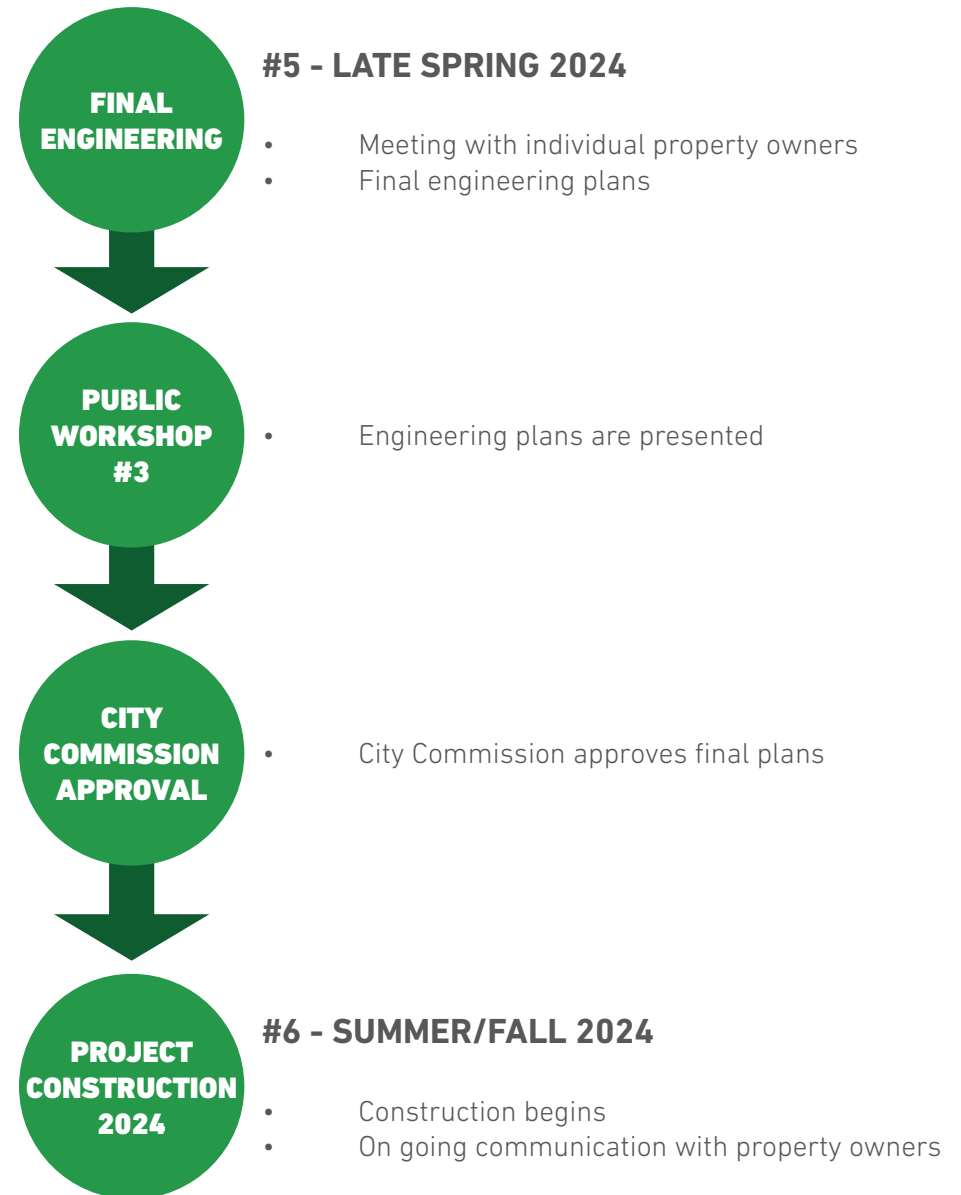 FINAL
ENGINEERING
#5 - LATE SPRING 2024
• Meeting with individual property owners
• Final engineering plans
PUBLIC
WORKSHOP
#3
• Engineering plans are presented
CITY
COMMISSION
APPROVAL
• City Commission approves final plans
PROJECT
CONSTRUCTION
2024
#6 - SUMMER/FALL 2024
• Construction begins
• On going communication with property owners